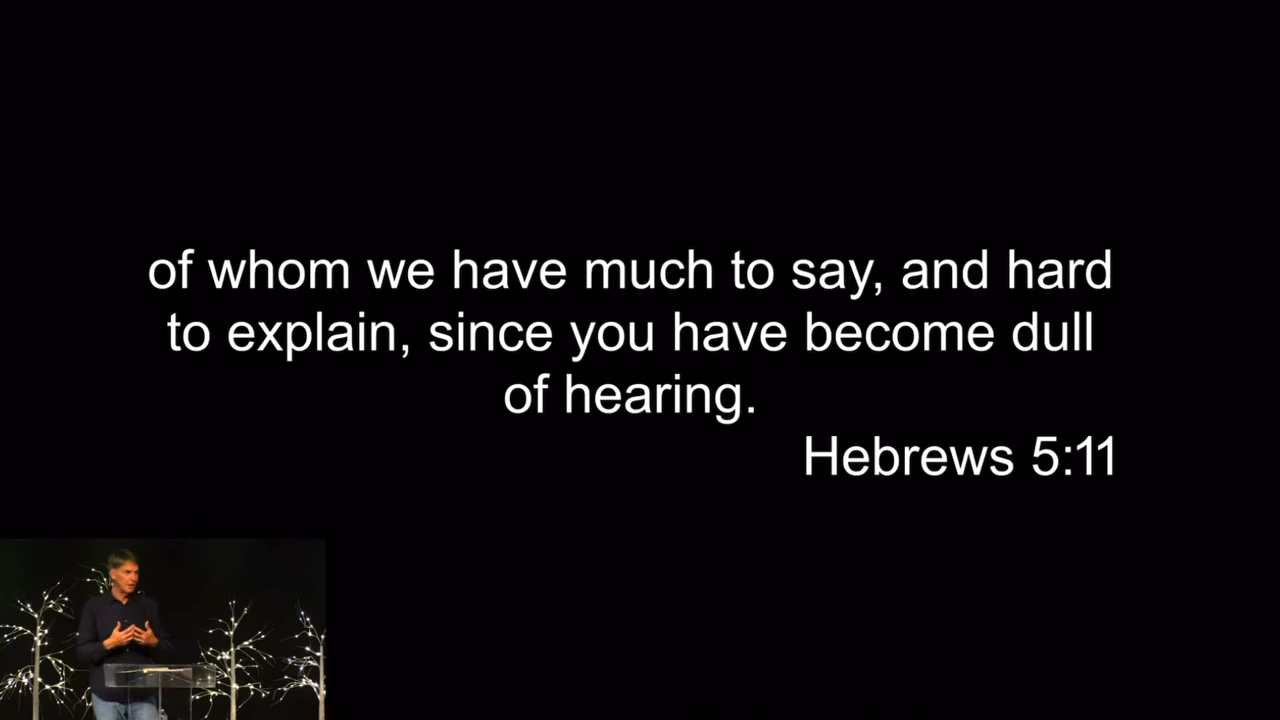 of whom we have much to say, and hard
to explain, since you have become dull
of hearing.
Hebrews 5:11